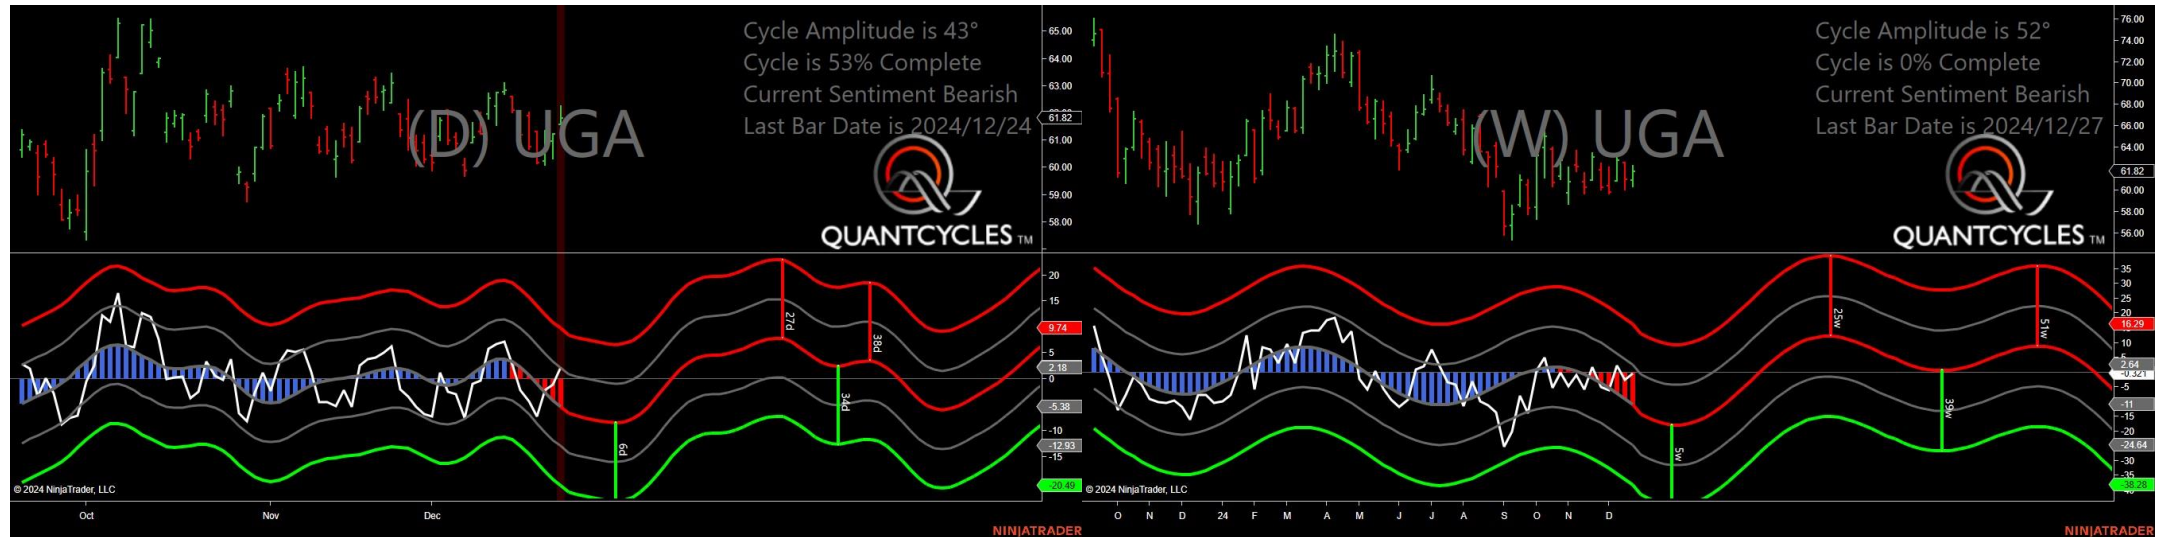 Cycle Amplitude is 43°
Cycle is 53% Complete
Current Sentiment Bearish
Last Bar Date is 2024/12/24
(D) UGA
QUANTCYCLES TM
65.00
64.00
63.00
61.82
61.00
60.00
59.00
58.00
27d
38d
34d
6d
20
15
9.74
5
2.18
0
-5.38
-10
-12.93
-15
-20.49
© 2024 NinjaTrader, LLC
Oct Nov Dec
NINJATRADER
Cycle Amplitude is 52°
Cycle is 0% Complete
Current Sentiment Bearish
Last Bar Date is 2024/12/27
(W) UGA
QUANTCYCLES TM
76.00
74.00
72.00
70.00
68.00
66.00
64.00
61.82
60.00
58.00
56.00
25w
51w
39w
5w
35
30
25
20
16.29
2.64
-0.321
-5
-11
-15
-20
-24.64
-30
-35
-38.28
© 2024 NinjaTrader, LLC
O N D 24 F M A M J J A S O N D
NINJATRADER